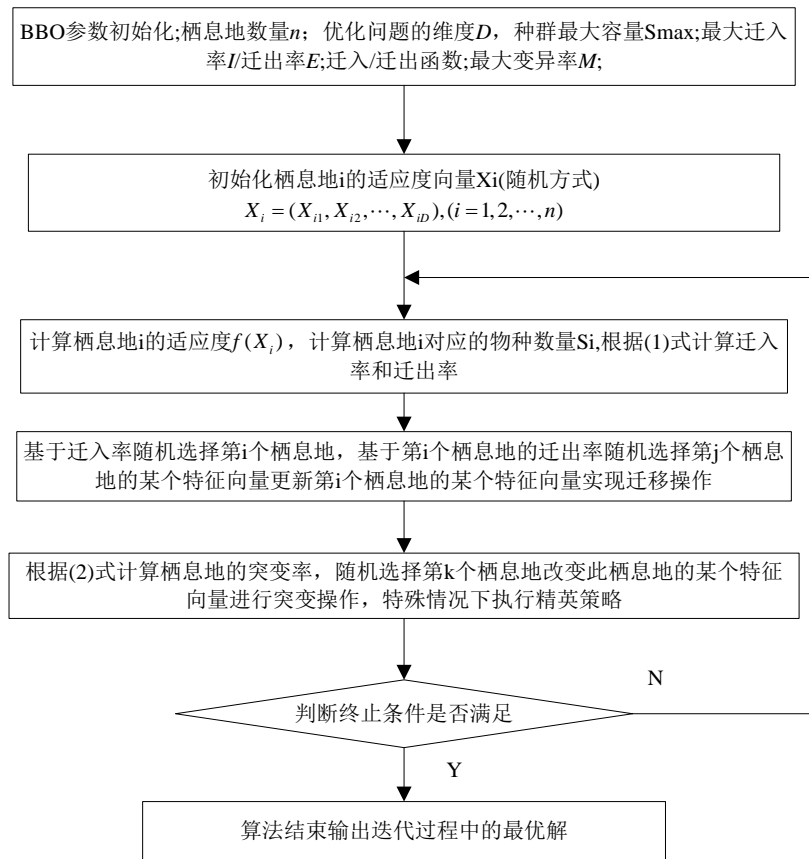 BBO参数初始化;栖息地数量n；优化问题的维度D，种群最大容量Smax;最大迁入
率I/迁出率E;迁入/迁出函数;最大变异率M;
初始化栖息地i的适应度向量Xi(随机方式)
X_i = (X_{i1}, X_{i2}, ⋯, X_{iD}), (i = 1, 2, ⋯, n)
计算栖息地i的适应度f(X_i)，计算栖息地i对应的物种数量Si,根据(1)式计算迁入
率和迁出率
基于迁入率随机选择第i个栖息地，基于第i个栖息地的迁出率随机选择第j个栖息
地的某个特征向量更新第i个栖息地的某个特征向量实现迁移操作
根据(2)式计算栖息地的突变率，随机选择第k个栖息地改变此栖息地的某个特征
向量进行突变操作，特殊情况下执行精英策略
N
判断终止条件是否满足
Y
算法结束输出迭代过程中的最优解